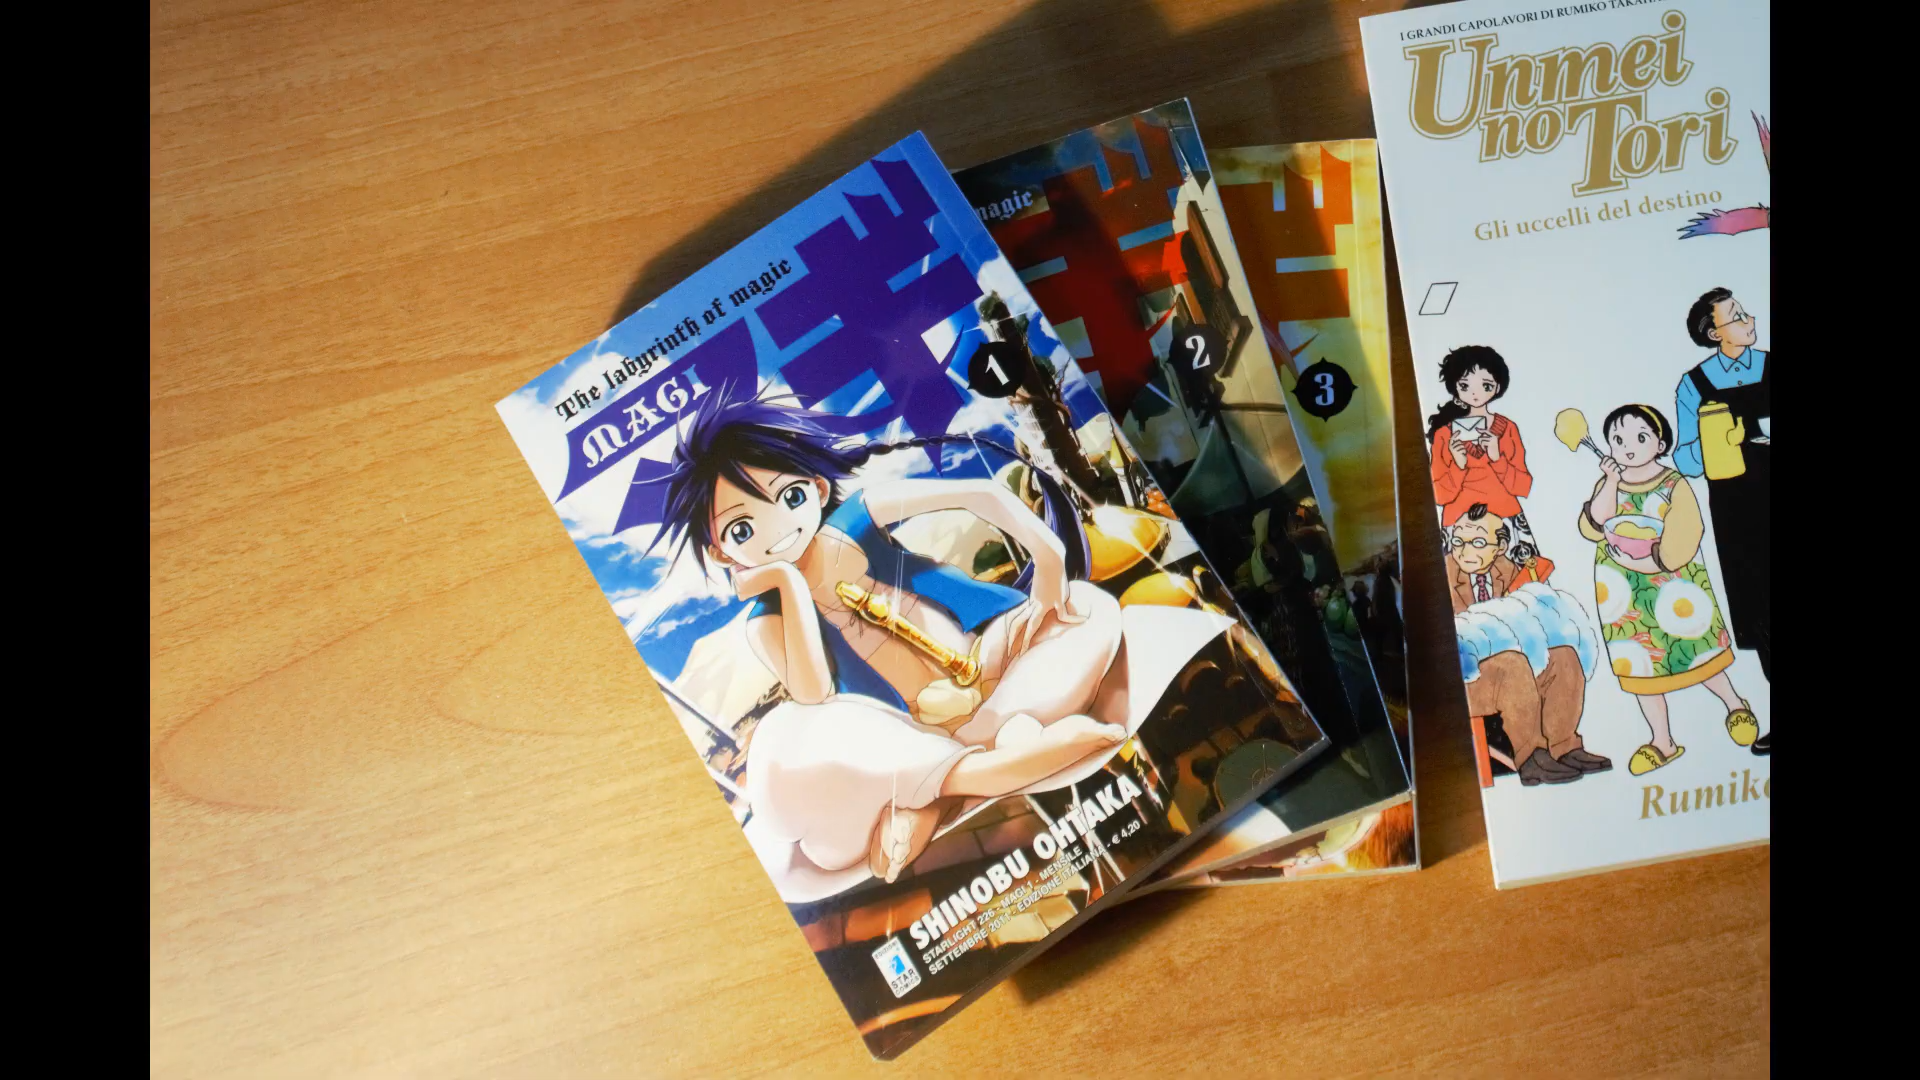 The labyrinth of magic
MAGI
マギ
1
SHINOBU OHTAKA
STARLIGHT 226 - MAGI 1 - MENSILE
SETTEMBRE 2011 - EDIZIONE ITALIANA - € 4,20
STAR
COMICS
magic
2
3
I GRANDI CAPOLAVORI DI RUMIKO
Unmei
no Tori
Gli uccelli del destino
Rumiko